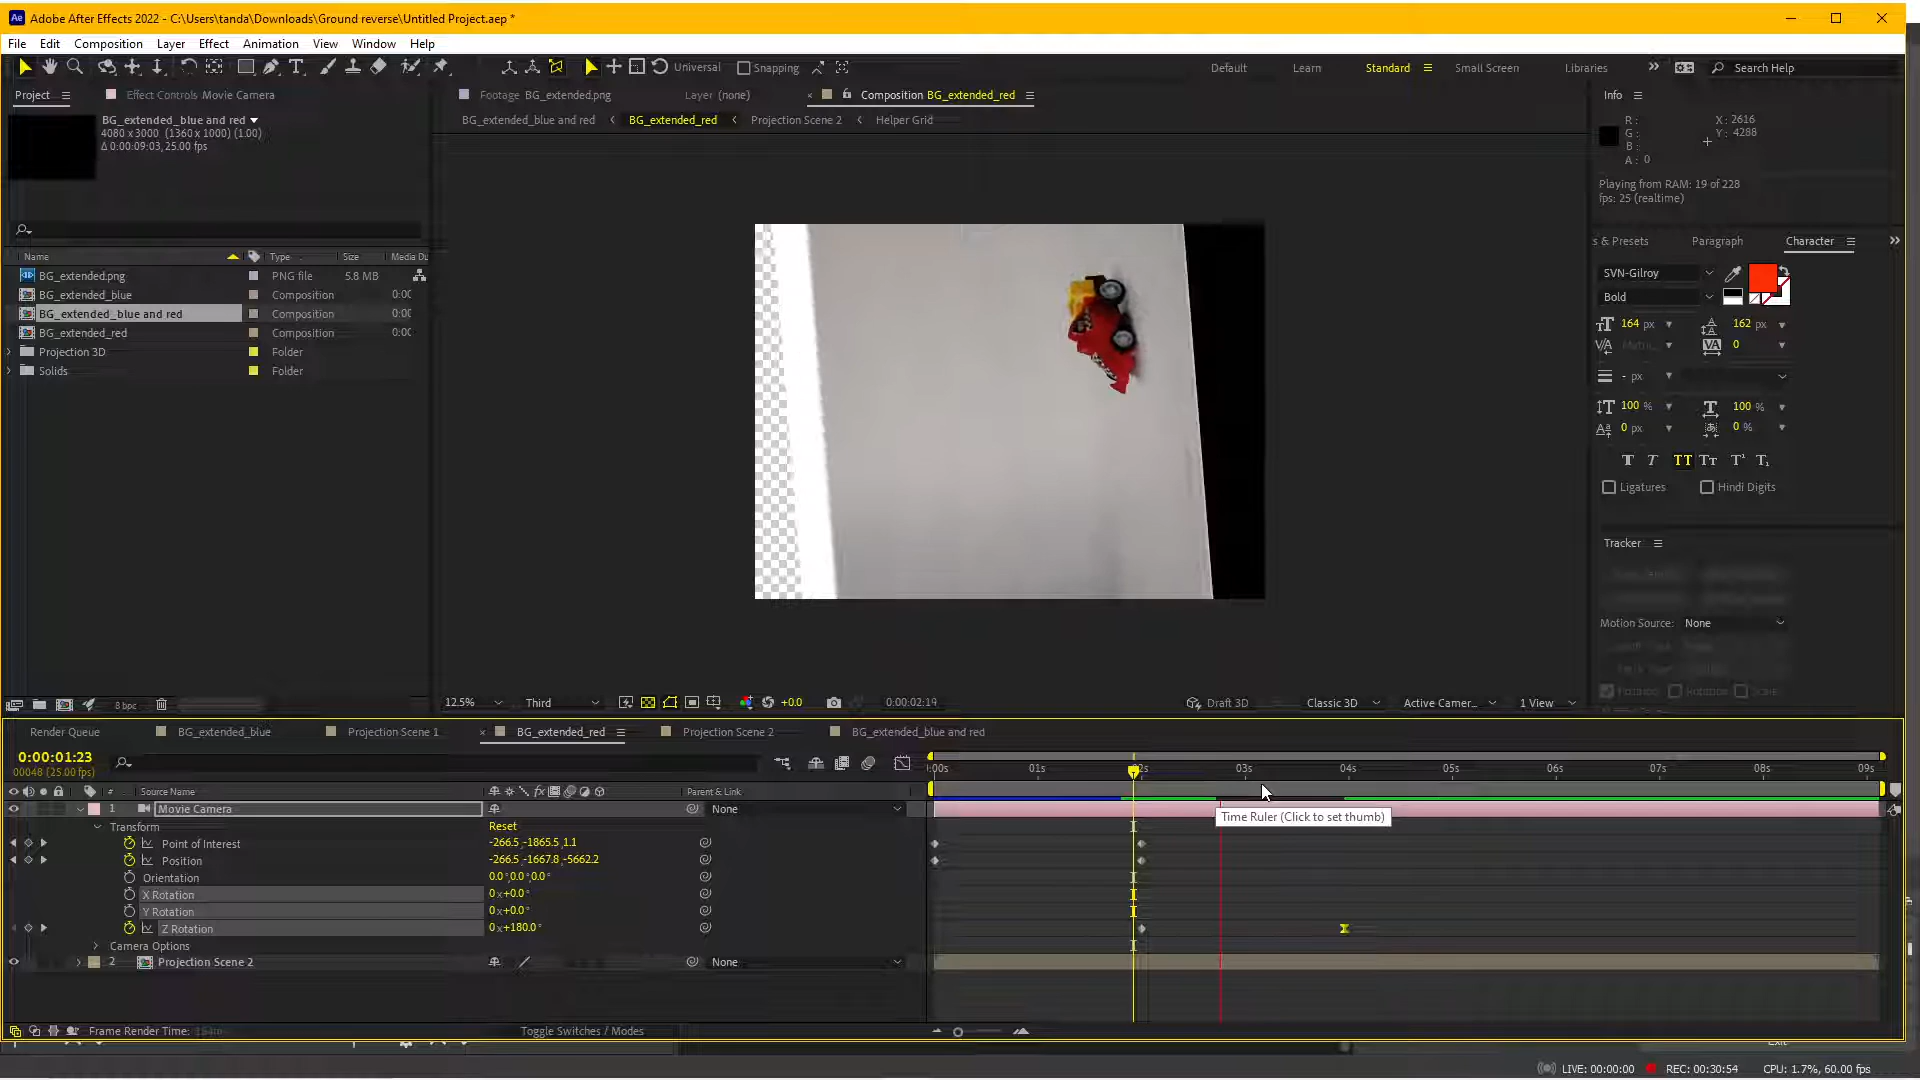 Adobe After Effects 2022 - C:\Users\tanda\Downloads\Ground reverse\Untitled Project.aep *
File Edit Composition Layer Effect Animation View Window Help
Universal Snapping Default Learn Standard Small Screen Libraries Search Help
Project Effect Controls Movie Camera Footage BG_extended.png Layer (none) Composition BG_extended_red Info
BG_extended_blue and red
4080 x 3000 (1360 x 1000) (1.00)
Δ 0:00:09:03, 25.00 fps
BG_extended_blue and red BG_extended_red Projection Scene 2 Helper Grid
R : X : 2616
G : Y : 4288
B :
A : 0
Playing from RAM: 19 of 228
fps: 25 (realtime)
Name Type Size Media Du
BG_extended.png PNG file 5.8 MB
BG_extended_blue Composition 0:00
BG_extended_blue and red Composition 0:00
BG_extended_red Composition 0:00
Projection 3D Folder
Solids Folder
s & Presets Paragraph Character
SVN-Gilroy
Bold
164 px 162 px
0
- px
100 % 100 %
0 px 0 %
Ligatures Hindi Digits
Tracker
Motion Source: None
8 bpc
12.5% Third +0.0 0:00:02:19 Draft 3D Classic 3D Active Camer... 1 View
Render Queue BG_extended_blue Projection Scene 1 BG_extended_red Projection Scene 2 BG_extended_blue and red
0:00:01:23
00048 (25.00 fps)
:00s 01s 02s 03s 04s 05s 06s 07s 08s 09s
# Source Name Parent & Link
1 Movie Camera None
Time Ruler (Click to set thumb)
Transform Reset
Point of Interest -266.5,-1865.5,1.1
Position -266.5,-1667.8,-5662.2
Orientation 0.0°,0.0°,0.0°
X Rotation 0x+0.0°
Y Rotation 0x+0.0°
Z Rotation 0x+180.0°
Camera Options
2 Projection Scene 2 None
Frame Render Time: Toggle Switches / Modes
LIVE: 00:00:00 REC: 00:30:54 CPU: 1.7%, 60.00 fps